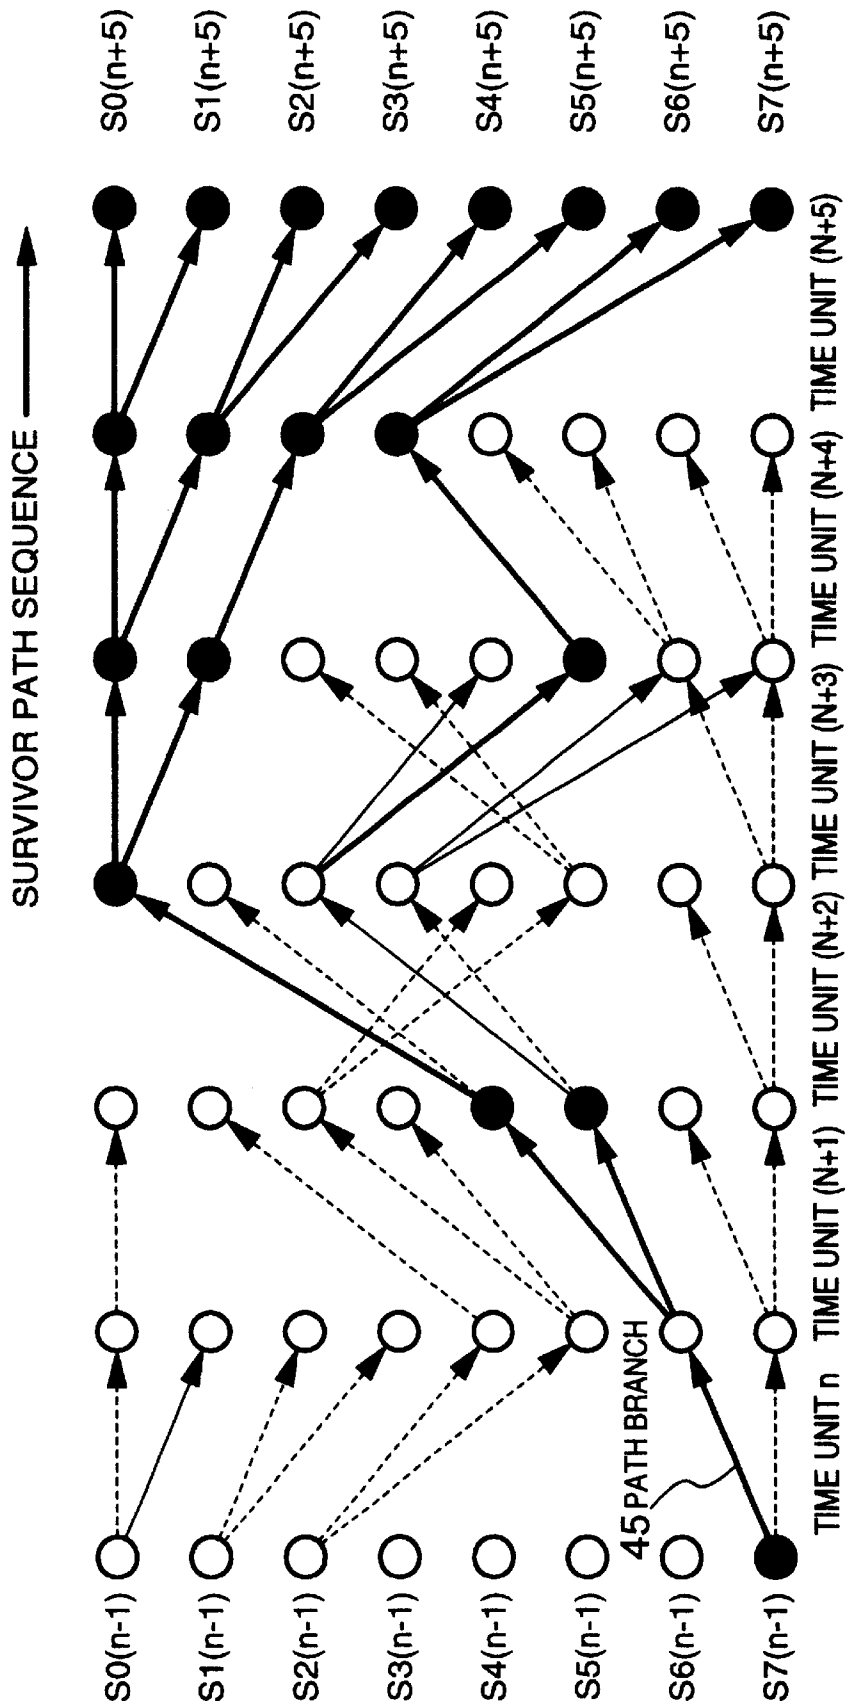 SURVIVOR PATH SEQUENCE
S0(n-1)
S1(n-1)
S2(n-1)
S3(n-1)
S4(n-1)
S5(n-1)
S6(n-1)
S7(n-1)
45 PATH BRANCH
S0(n+5)
S1(n+5)
S2(n+5)
S3(n+5)
S4(n+5)
S5(n+5)
S6(n+5)
S7(n+5)
TIME UNIT n TIME UNIT (N+1) TIME UNIT (N+2) TIME UNIT (N+3) TIME UNIT (N+4) TIME UNIT (N+5)